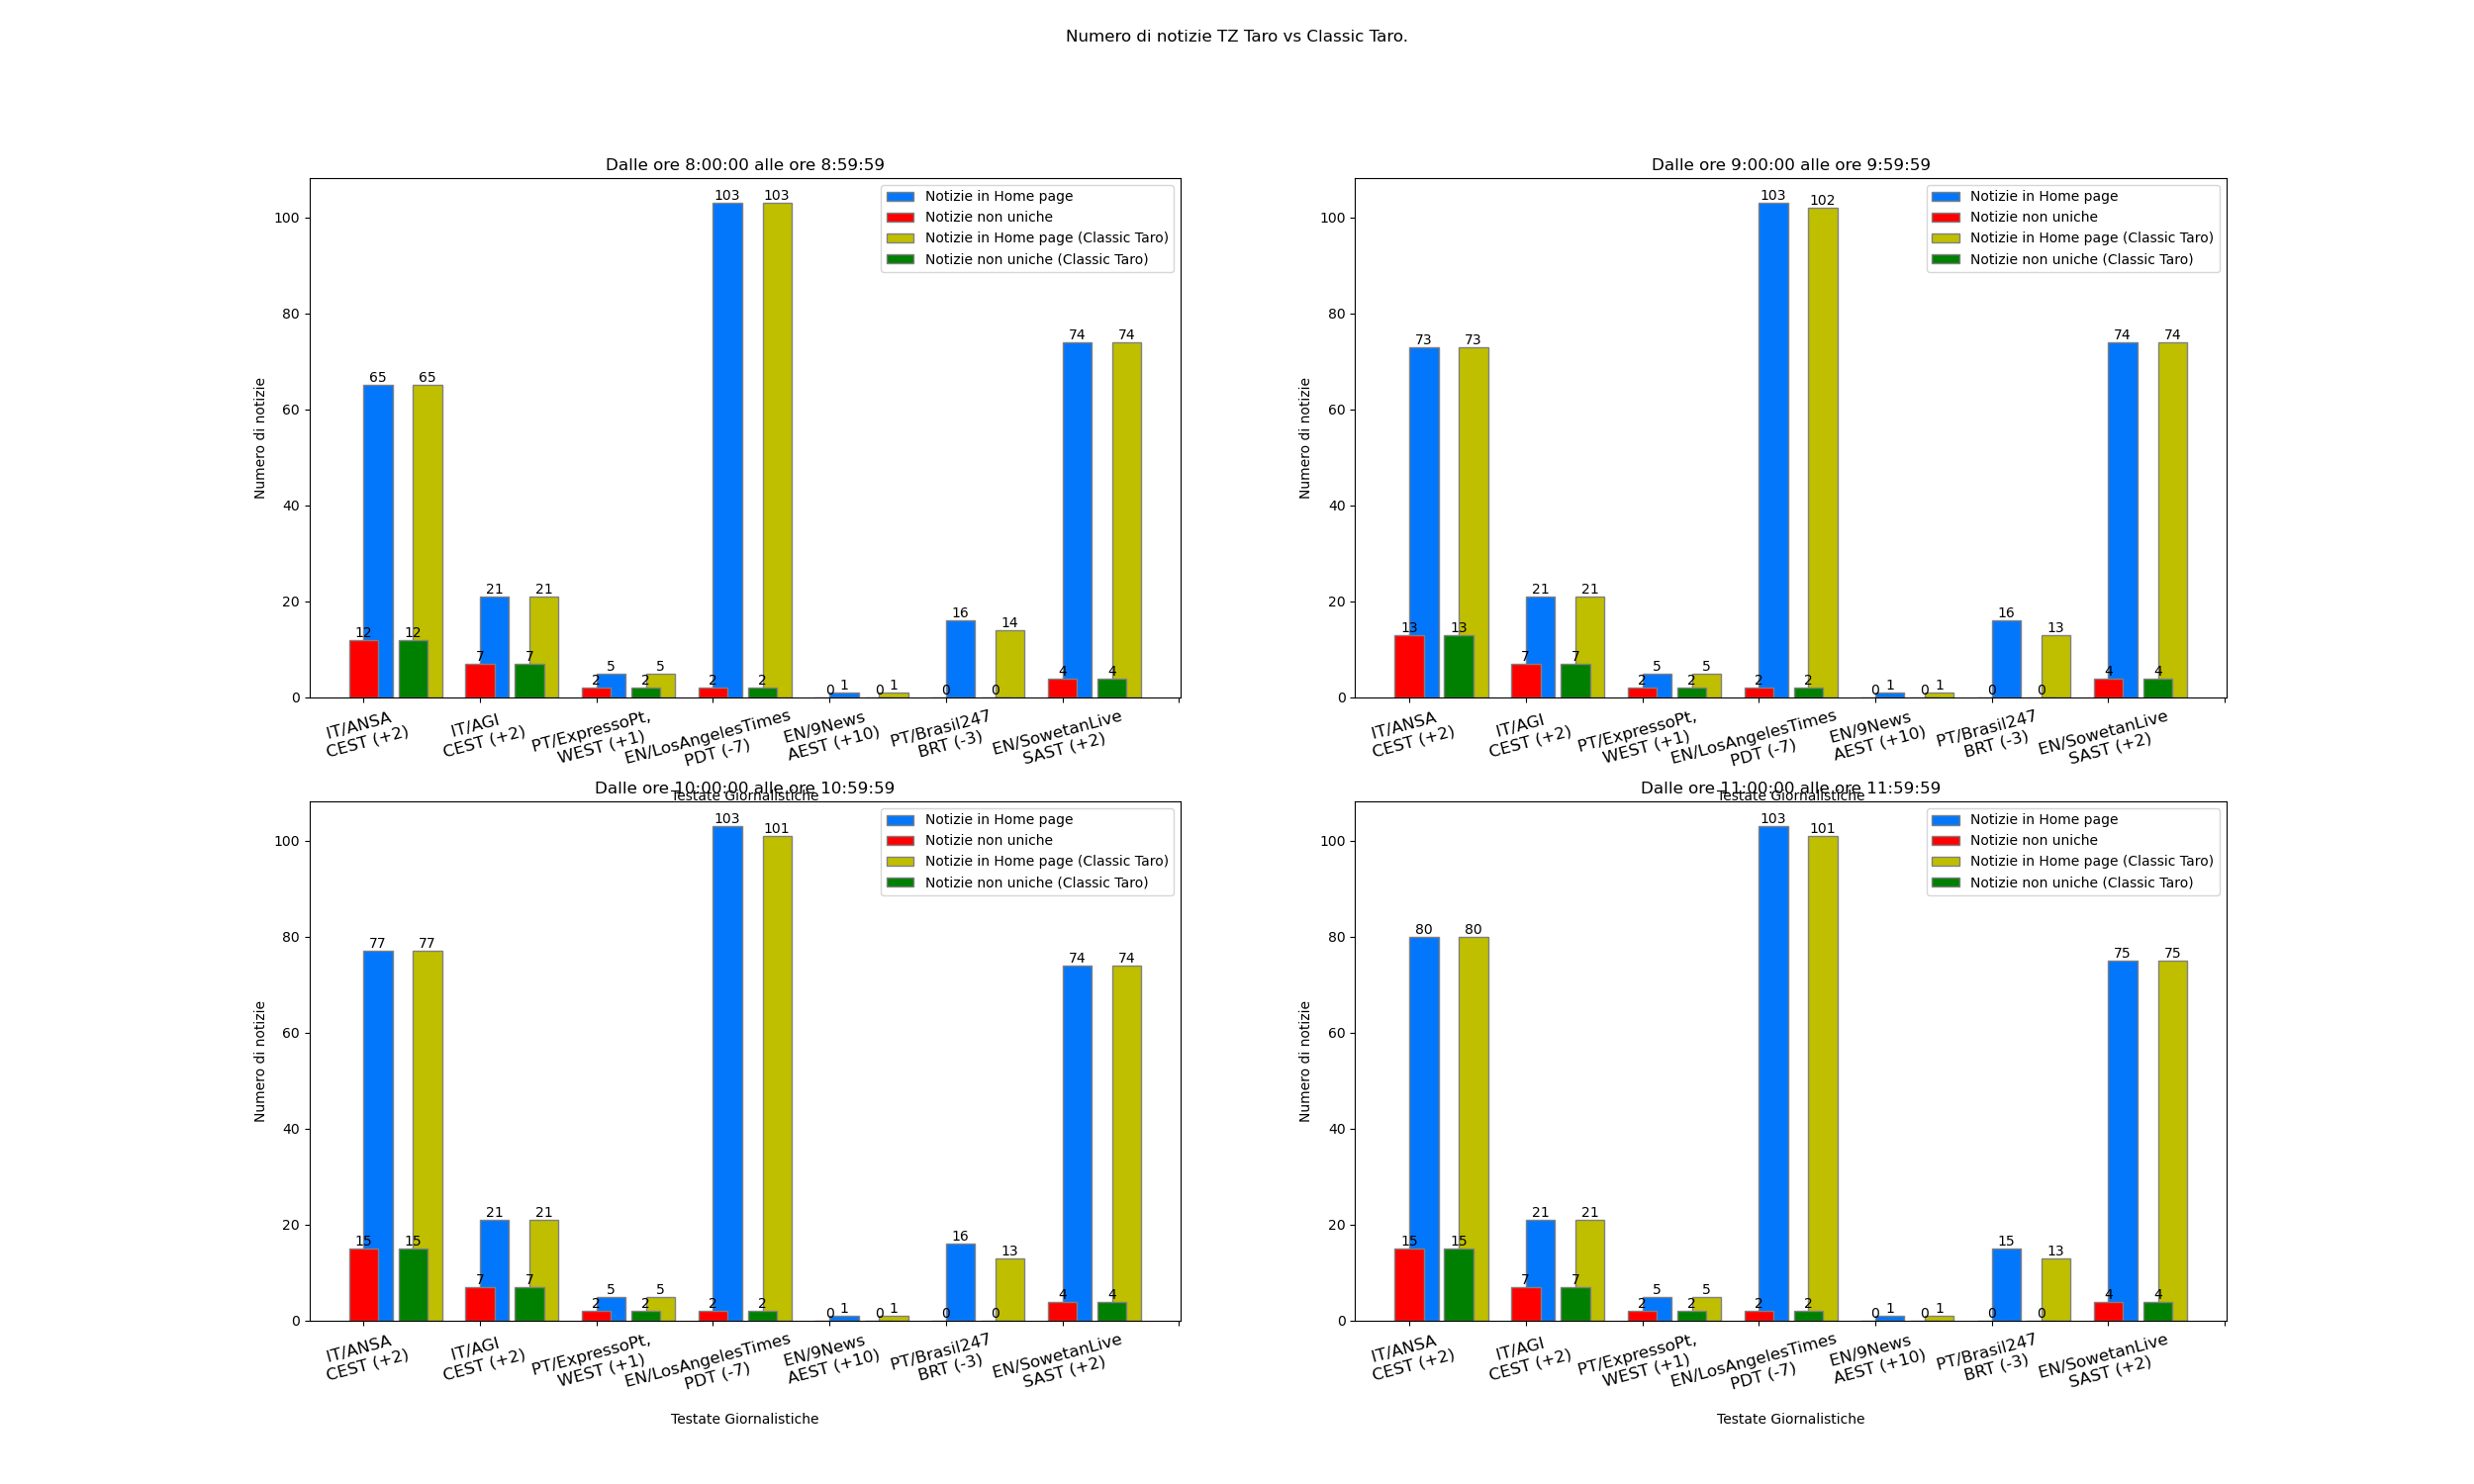 Numero di notizie TZ Taro vs Classic Taro.
Dalle ore 8:00:00 alle ore 8:59:59
Notizie in Home page
Notizie non uniche
Notizie in Home page (Classic Taro)
Notizie non uniche (Classic Taro)
Numero di notizie
100
80
60
40
20
0
12 65 12 65
7 21 7 21
2 5 2 5
2 103 2 103
0 1 0 1
0 16 0 14
4 74 4 74
IT/ANSA
CEST (+2)
IT/AGI
CEST (+2)
PT/ExpressoPt,
WEST (+1)
EN/LosAngelesTimes
PDT (-7)
EN/9News
AEST (+10)
PT/Brasil247
BRT (-3)
EN/SowetanLive
SAST (+2)
Testate Giornalistiche
Dalle ore 9:00:00 alle ore 9:59:59
Notizie in Home page
Notizie non uniche
Notizie in Home page (Classic Taro)
Notizie non uniche (Classic Taro)
Numero di notizie
100
80
60
40
20
0
13 73 13 73
7 21 7 21
2 5 2 5
2 103 2 102
0 1 0 1
0 16 0 13
4 74 4 74
IT/ANSA
CEST (+2)
IT/AGI
CEST (+2)
PT/ExpressoPt,
WEST (+1)
EN/LosAngelesTimes
PDT (-7)
EN/9News
AEST (+10)
PT/Brasil247
BRT (-3)
EN/SowetanLive
SAST (+2)
Testate Giornalistiche
Dalle ore 10:00:00 alle ore 10:59:59
Notizie in Home page
Notizie non uniche
Notizie in Home page (Classic Taro)
Notizie non uniche (Classic Taro)
Numero di notizie
100
80
60
40
20
0
15 77 15 77
7 21 7 21
2 5 2 5
2 103 2 101
0 1 0 1
0 16 0 13
4 74 4 74
IT/ANSA
CEST (+2)
IT/AGI
CEST (+2)
PT/ExpressoPt,
WEST (+1)
EN/LosAngelesTimes
PDT (-7)
EN/9News
AEST (+10)
PT/Brasil247
BRT (-3)
EN/SowetanLive
SAST (+2)
Testate Giornalistiche
Dalle ore 11:00:00 alle ore 11:59:59
Notizie in Home page
Notizie non uniche
Notizie in Home page (Classic Taro)
Notizie non uniche (Classic Taro)
Numero di notizie
100
80
60
40
20
0
15 80 15 80
7 21 7 21
2 5 2 5
2 103 2 101
0 1 0 1
0 15 0 13
4 75 4 75
IT/ANSA
CEST (+2)
IT/AGI
CEST (+2)
PT/ExpressoPt,
WEST (+1)
EN/LosAngelesTimes
PDT (-7)
EN/9News
AEST (+10)
PT/Brasil247
BRT (-3)
EN/SowetanLive
SAST (+2)
Testate Giornalistiche